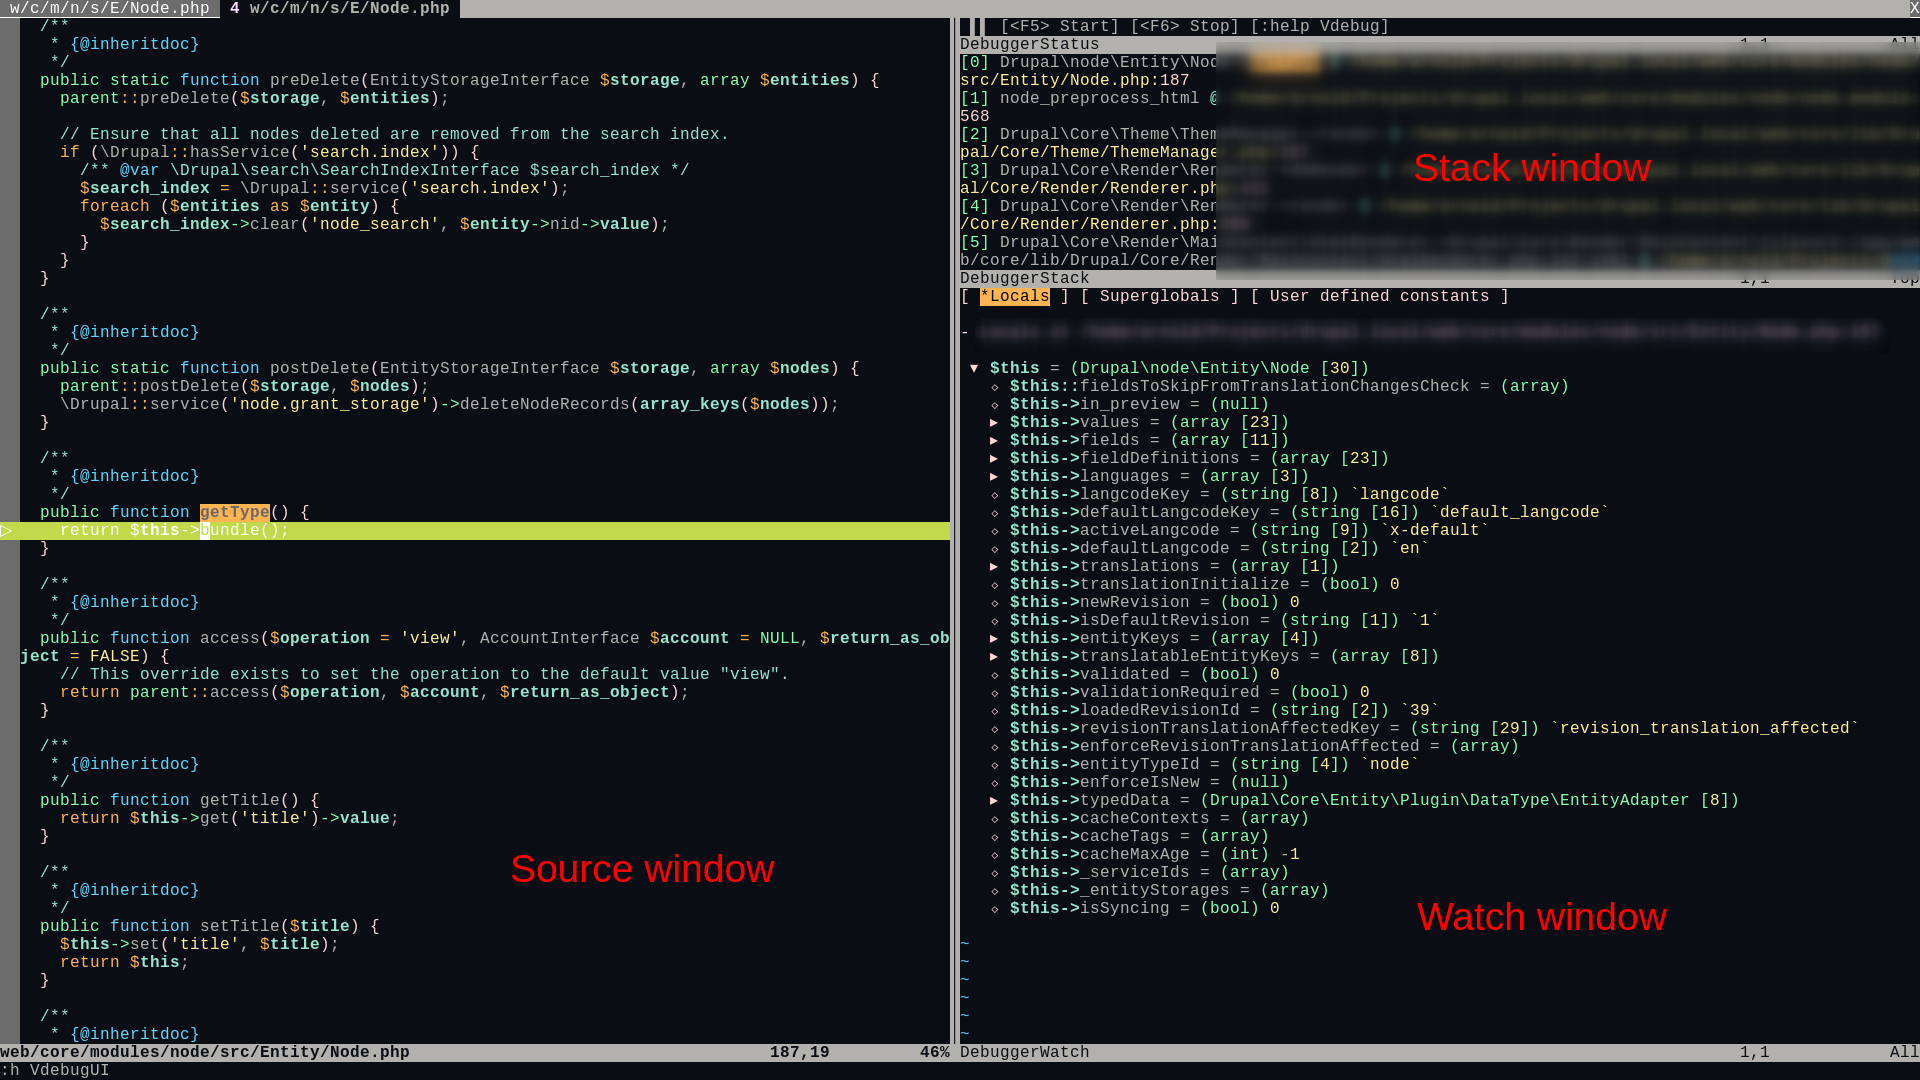 w/c/m/n/s/E/Node.php  4 w/c/m/n/s/E/Node.php  X
  /**
   * {@inheritdoc}
   */
  public static function preDelete(EntityStorageInterface $storage, array $entities) {
    parent::preDelete($storage, $entities);

    // Ensure that all nodes deleted are removed from the search index.
    if (\Drupal::hasService('search.index')) {
      /** @var \Drupal\search\SearchIndexInterface $search_index */
      $search_index = \Drupal::service('search.index');
      foreach ($entities as $entity) {
        $search_index->clear('node_search', $entity->nid->value);
      }
    }
  }

  /**
   * {@inheritdoc}
   */
  public static function postDelete(EntityStorageInterface $storage, array $nodes) {
    parent::postDelete($storage, $nodes);
    \Drupal::service('node.grant_storage')->deleteNodeRecords(array_keys($nodes));
  }

  /**
   * {@inheritdoc}
   */
  public function getType() {
▷   return $this->bundle();
  }

  /**
   * {@inheritdoc}
   */
  public function access($operation = 'view', AccountInterface $account = NULL, $return_as_ob
ject = FALSE) {
    // This override exists to set the operation to the default value "view".
    return parent::access($operation, $account, $return_as_object);
  }

  /**
   * {@inheritdoc}
   */
  public function getTitle() {
    return $this->get('title')->value;
  }

  /**
   * {@inheritdoc}
   */
  public function setTitle($title) {
    $this->set('title', $title);
    return $this;
  }

  /**
   * {@inheritdoc}
Source window
web/core/modules/node/src/Entity/Node.php 187,19 46%
:h VdebugUI
[<F5> Start] [<F6> Stop] [:help Vdebug]
DebuggerStatus 1,1 All
[0] Drupal\node\Entity\Nod
src/Entity/Node.php:187
[1] node_preprocess_html @
568
[2] Drupal\Core\Theme\Them
pal/Core/Theme/ThemeManage
[3] Drupal\Core\Render\Ren
al/Core/Render/Renderer.ph
[4] Drupal\Core\Render\Ren
/Core/Render/Renderer.php:
[5] Drupal\Core\Render\Mai
b/core/lib/Drupal/Core/Ren
Stack window
DebuggerStack 1,1 Top
[ *Locals ] [ Superglobals ] [ User defined constants ]
-
▼ $this = (Drupal\node\Entity\Node [30])
◇ $this::fieldsToSkipFromTranslationChangesCheck = (array)
◇ $this->in_preview = (null)
▸ $this->values = (array [23])
▸ $this->fields = (array [11])
▸ $this->fieldDefinitions = (array [23])
▸ $this->languages = (array [3])
◇ $this->langcodeKey = (string [8]) `langcode`
◇ $this->defaultLangcodeKey = (string [16]) `default_langcode`
◇ $this->activeLangcode = (string [9]) `x-default`
◇ $this->defaultLangcode = (string [2]) `en`
▸ $this->translations = (array [1])
◇ $this->translationInitialize = (bool) 0
◇ $this->newRevision = (bool) 0
◇ $this->isDefaultRevision = (string [1]) `1`
▸ $this->entityKeys = (array [4])
▸ $this->translatableEntityKeys = (array [8])
◇ $this->validated = (bool) 0
◇ $this->validationRequired = (bool) 0
◇ $this->loadedRevisionId = (string [2]) `39`
◇ $this->revisionTranslationAffectedKey = (string [29]) `revision_translation_affected`
◇ $this->enforceRevisionTranslationAffected = (array)
◇ $this->entityTypeId = (string [4]) `node`
◇ $this->enforceIsNew = (null)
▸ $this->typedData = (Drupal\Core\Entity\Plugin\DataType\EntityAdapter [8])
◇ $this->cacheContexts = (array)
◇ $this->cacheTags = (array)
◇ $this->cacheMaxAge = (int) -1
◇ $this->_serviceIds = (array)
◇ $this->_entityStorages = (array)
◇ $this->isSyncing = (bool) 0
Watch window
~
~
~
~
~
~
DebuggerWatch 1,1 All